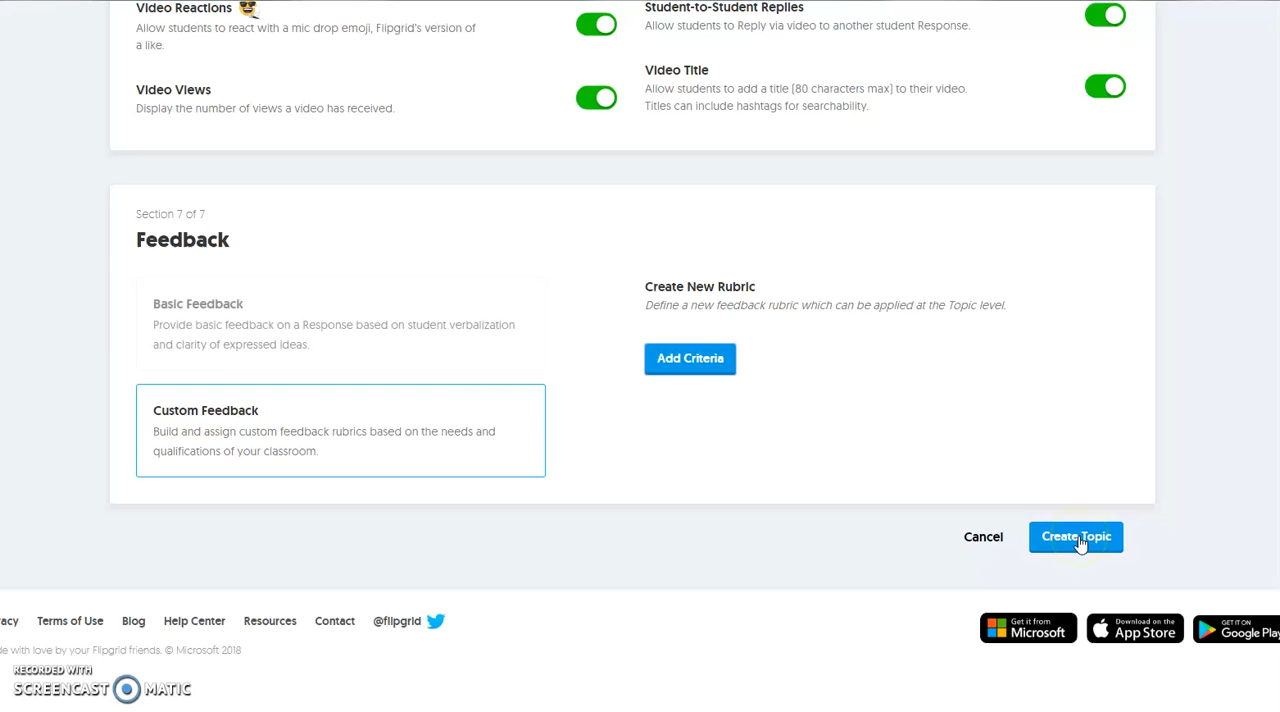 Video Reactions
Allow students to react with a mic drop emoji, Flipgrid's version of
a like.
Video Views
Display the number of views a video has received.
Student-to-Student Replies
Allow students to Reply via video to another student Response.
Video Title
Allow students to add a title (80 characters max) to their video.
Titles can include hashtags for searchability.
Section 7 of 7
Feedback
Basic Feedback
Provide basic feedback on a Response based on student verbalization
and clarity of expressed ideas.
Custom Feedback
Build and assign custom feedback rubrics based on the needs and
qualifications of your classroom.
Create New Rubric
Define a new feedback rubric which can be applied at the Topic level.
Add Criteria
Cancel Create Topic
acy Terms of Use Blog Help Center Resources Contact @flipgrid
Get it from Microsoft
Download on the App Store
GET IT ON Google Play
de with love by your Flipgrid friends. © Microsoft 2018
RECORDED WITH
SCREENCAST MATIC